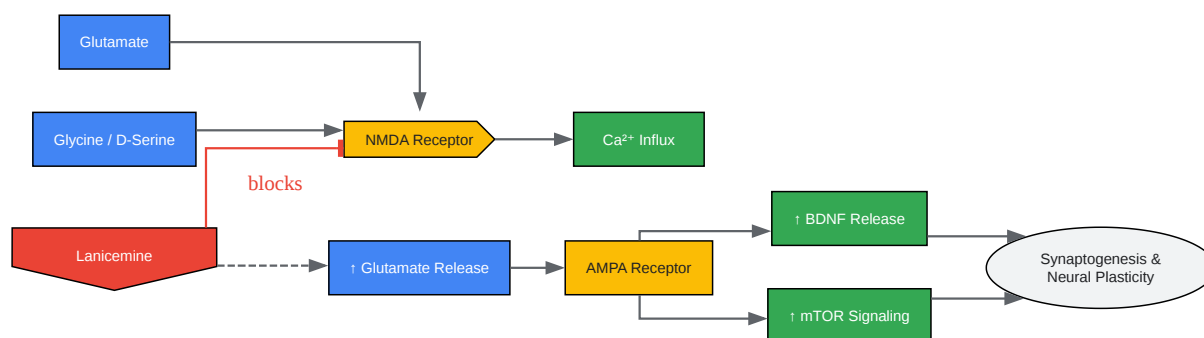 Glutamate
Glycine / D-Serine
NMDA Receptor
Ca²⁺ Influx
blocks
Lanicemine
↑ Glutamate Release
AMPA Receptor
↑ BDNF Release
↑ mTOR Signaling
Synaptogenesis &
Neural Plasticity